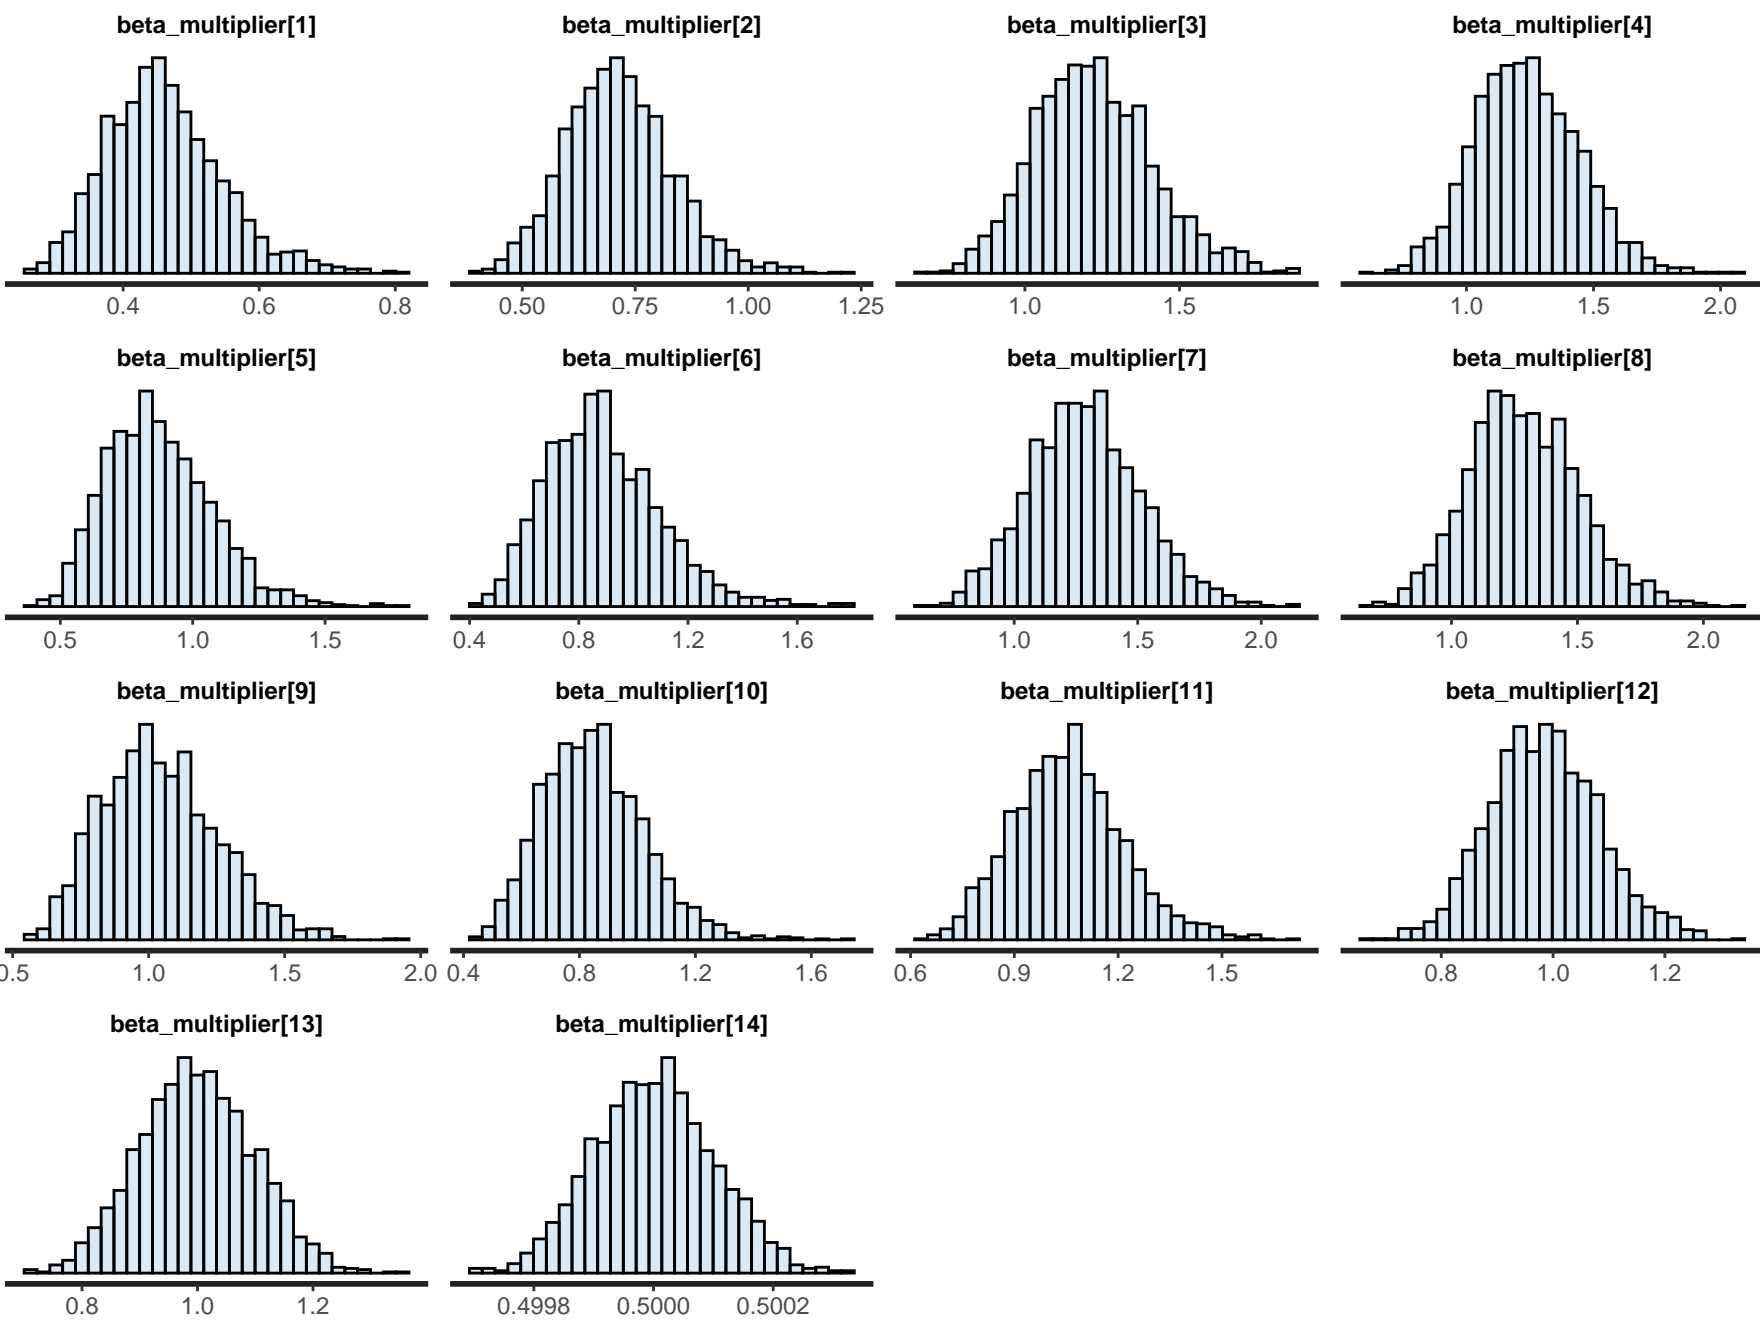 beta_multiplier[1] beta_multiplier[2] beta_multiplier[3] beta_multiplier[4]
0.4 0.6 0.8 0.50 0.75 1.00 1.25 1.0 1.5 1.0 1.5 2.0
beta_multiplier[5] beta_multiplier[6] beta_multiplier[7] beta_multiplier[8]
0.5 1.0 1.5 0.4 0.8 1.2 1.6 1.0 1.5 2.0 1.0 1.5 2.0
beta_multiplier[9] beta_multiplier[10] beta_multiplier[11] beta_multiplier[12]
0.5 1.0 1.5 2.0 0.4 0.8 1.2 1.6 0.6 0.9 1.2 1.5 0.8 1.0 1.2
beta_multiplier[13] beta_multiplier[14]
0.8 1.0 1.2 0.4998 0.5000 0.5002